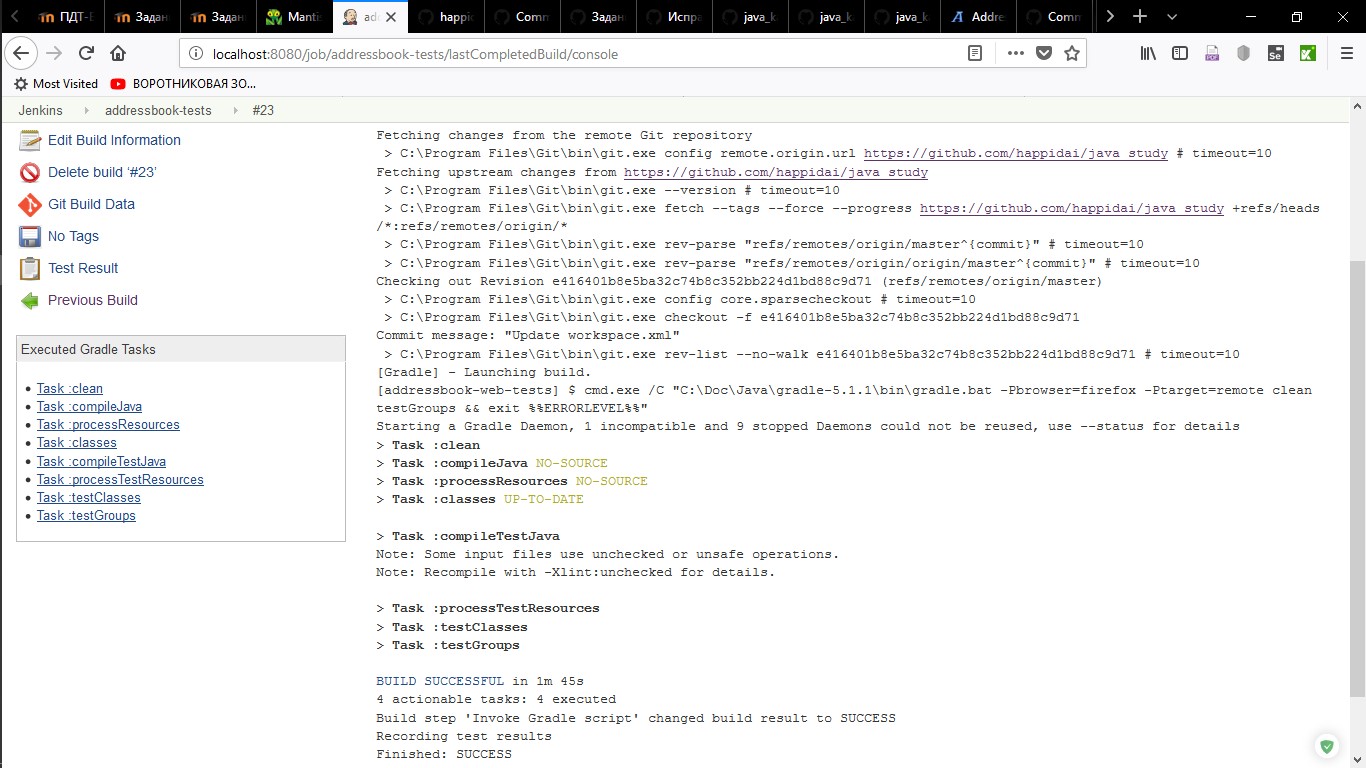 ПДТ-
Задан
Задан
Mantis
ad
happi
Comm
Задан
Испра
java_k
java_k
java_k
Addre
Comm
localhost:8080/job/addressbook-tests/lastCompletedBuild/console
Most Visited
ВОРОТНИКОВАЯ ЗО...
Jenkins
addressbook-tests
#23
Edit Build Information
Delete build ‘#23’
Git Build Data
No Tags
Test Result
Previous Build
Executed Gradle Tasks
Task :clean
Task :compileJava
Task :processResources
Task :classes
Task :compileTestJava
Task :processTestResources
Task :testClasses
Task :testGroups
Fetching changes from the remote Git repository
> C:\Program Files\Git\bin\git.exe config remote.origin.url https://github.com/happidai/java_study # timeout=10
Fetching upstream changes from https://github.com/happidai/java_study
> C:\Program Files\Git\bin\git.exe --version # timeout=10
> C:\Program Files\Git\bin\git.exe fetch --tags --force --progress https://github.com/happidai/java_study +refs/heads
/*:refs/remotes/origin/*
> C:\Program Files\Git\bin\git.exe rev-parse "refs/remotes/origin/master^{commit}" # timeout=10
> C:\Program Files\Git\bin\git.exe rev-parse "refs/remotes/origin/origin/master^{commit}" # timeout=10
Checking out Revision e416401b8e5ba32c74b8c352bb224d1bd88c9d71 (refs/remotes/origin/master)
> C:\Program Files\Git\bin\git.exe config core.sparsecheckout # timeout=10
> C:\Program Files\Git\bin\git.exe checkout -f e416401b8e5ba32c74b8c352bb224d1bd88c9d71
Commit message: "Update workspace.xml"
> C:\Program Files\Git\bin\git.exe rev-list --no-walk e416401b8e5ba32c74b8c352bb224d1bd88c9d71 # timeout=10
[Gradle] - Launching build.
[addressbook-web-tests] $ cmd.exe /C "C:\Doc\Java\gradle-5.1.1\bin\gradle.bat -Pbrowser=firefox -Ptarget=remote clean
testGroups && exit %%ERRORLEVEL%%"
Starting a Gradle Daemon, 1 incompatible and 9 stopped Daemons could not be reused, use --status for details
> Task :clean
> Task :compileJava NO-SOURCE
> Task :processResources NO-SOURCE
> Task :classes UP-TO-DATE
> Task :compileTestJava
Note: Some input files use unchecked or unsafe operations.
Note: Recompile with -Xlint:unchecked for details.
> Task :processTestResources
> Task :testClasses
> Task :testGroups
BUILD SUCCESSFUL in 1m 45s
4 actionable tasks: 4 executed
Build step 'Invoke Gradle script' changed build result to SUCCESS
Recording test results
Finished: SUCCESS